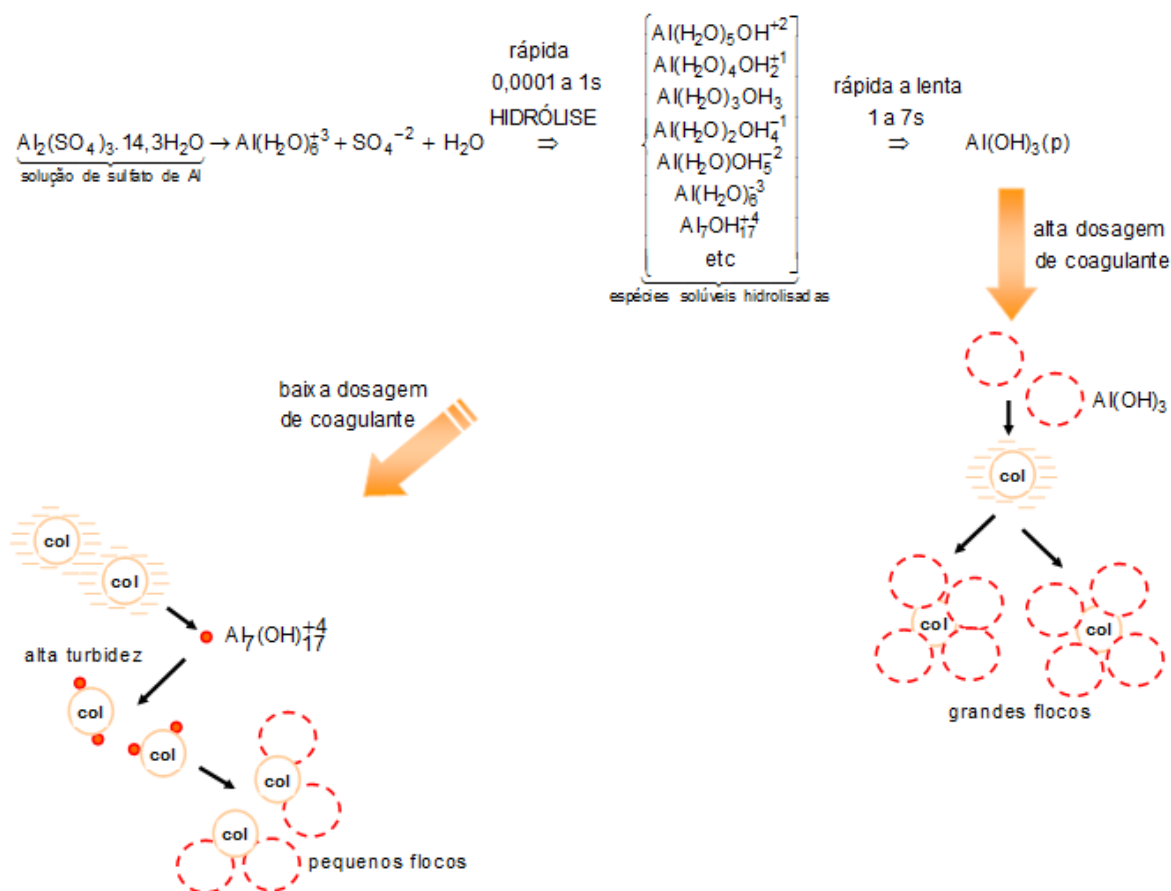 rápida
0,0001 a 1s
HIDRÓLISE
Al₂(SO₄)₃.14,3H₂O → Al(H₂O)₆⁺³ + SO₄⁻² + H₂O ⇒
solução de sulfato de Al
Al(H₂O)₅OH⁺²
Al(H₂O)₄OH₂⁺¹
Al(H₂O)₃OH₃
Al(H₂O)₂OH₄⁻¹
Al(H₂O)OH₅⁻²
Al(H₂O)₆⁻³
Al₇OH₁₇⁺⁴
etc
espécies solúveis hidrolisadas
rápida a lenta
1 a 7s
⇒
Al(OH)₃(p)
alta dosagem
de coagulante
Al(OH)₃
col
col
col
grandes flocos
baixa dosagem
de coagulante
col
col
Al₇(OH)₁₇⁺⁴
alta turbidez
col
col
col
col
pequenos flocos